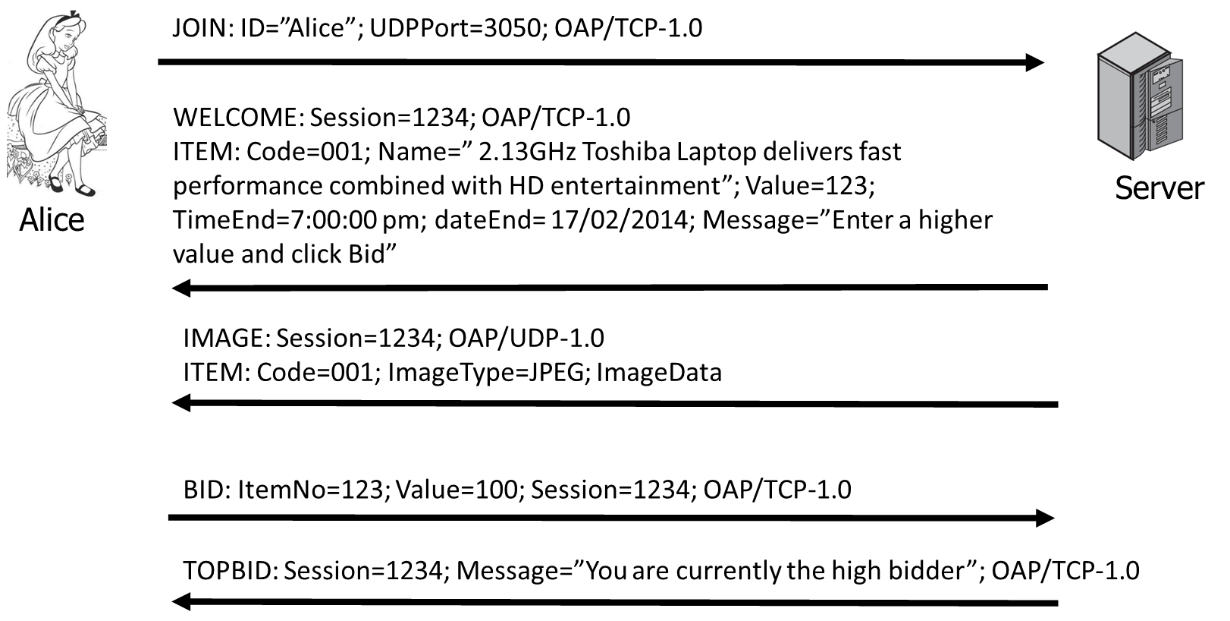 JOIN: ID=”Alice”; UDPPort=3050; OAP/TCP-1.0
WELCOME: Session=1234; OAP/TCP-1.0
ITEM: Code=001; Name=” 2.13GHz Toshiba Laptop delivers fast
performance combined with HD entertainment”; Value=123;
TimeEnd=7:00:00 pm; dateEnd= 17/02/2014; Message=”Enter a higher
value and click Bid”
Alice
Server
IMAGE: Session=1234; OAP/UDP-1.0
ITEM: Code=001; ImageType=JPEG; ImageData
BID: ItemNo=123; Value=100; Session=1234; OAP/TCP-1.0
TOPBID: Session=1234; Message=”You are currently the high bidder”; OAP/TCP-1.0